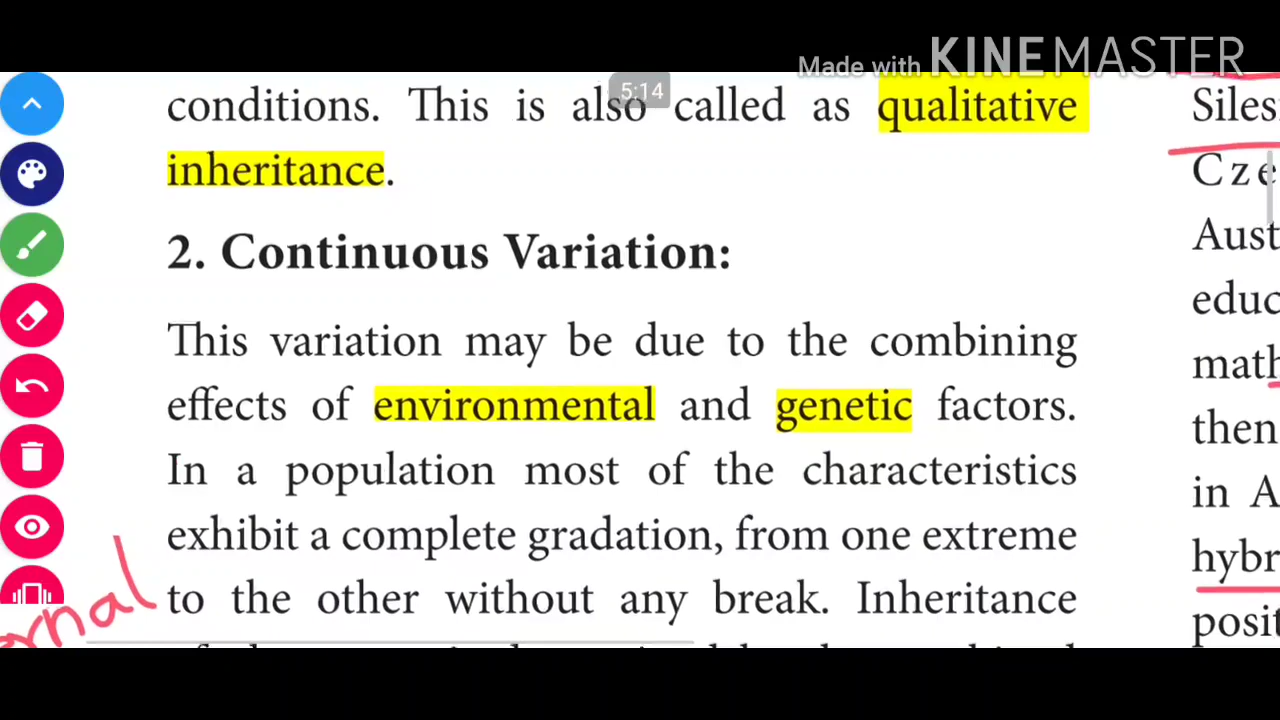 Made with KINEMASTER
5:14
conditions. This is also called as qualitative
inheritance.
2. Continuous Variation:
This variation may be due to the combining
effects of environmental and genetic factors.
In a population most of the characteristics
exhibit a complete gradation, from one extreme
to the other without any break. Inheritance
Siles
Cze
Aust
educ
math
then
in A
hybr
posit